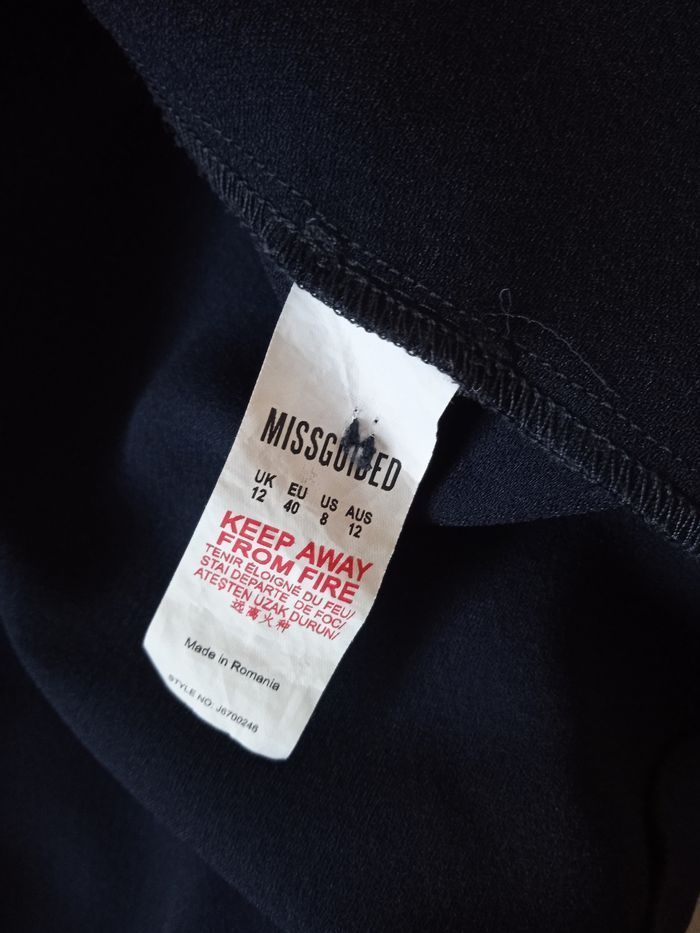 MISSGUIDED
UK EU US AUS
12 40 8 12
KEEP AWAY
FROM FIRE
TENIR ÉLOIGNÉ DU FEU/
STAI DEPARTE DE FOC/
ATEŞTEN UZAK DURUN/
远离火种
Made in Romania
STYLE NO: J6700246